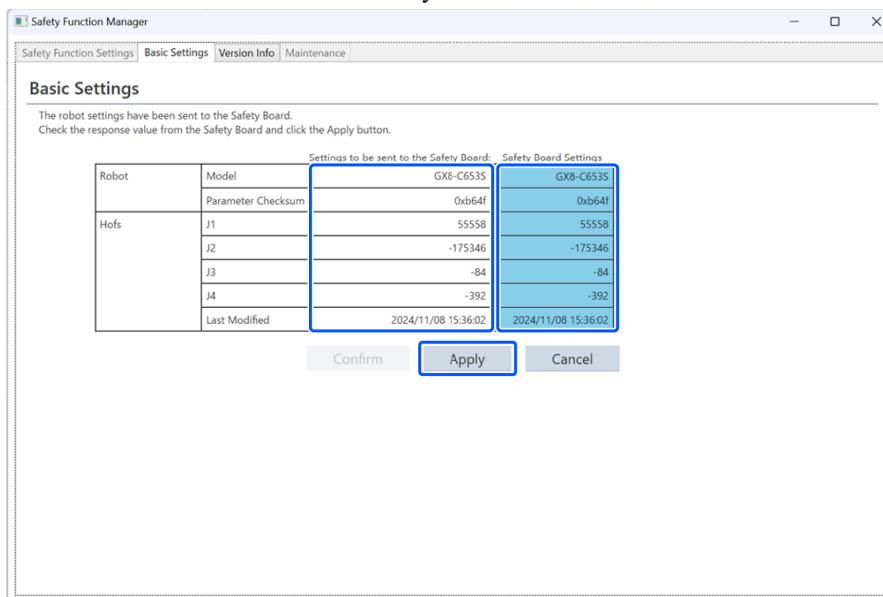 Safety Function Manager
Safety Function Settings Basic Settings Version Info Maintenance
Basic Settings
The robot settings have been sent to the Safety Board.
Check the response value from the Safety Board and click the Apply button.
Settings to be sent to the Safety Board: Safety Board Settings
Robot Model GX8-C653S GX8-C653S
Parameter Checksum 0xb64f 0xb64f
Hofs J1 55558 55558
J2 -175346 -175346
J3 -84 -84
J4 -392 -392
Last Modified 2024/11/08 15:36:02 2024/11/08 15:36:02
Confirm Apply Cancel